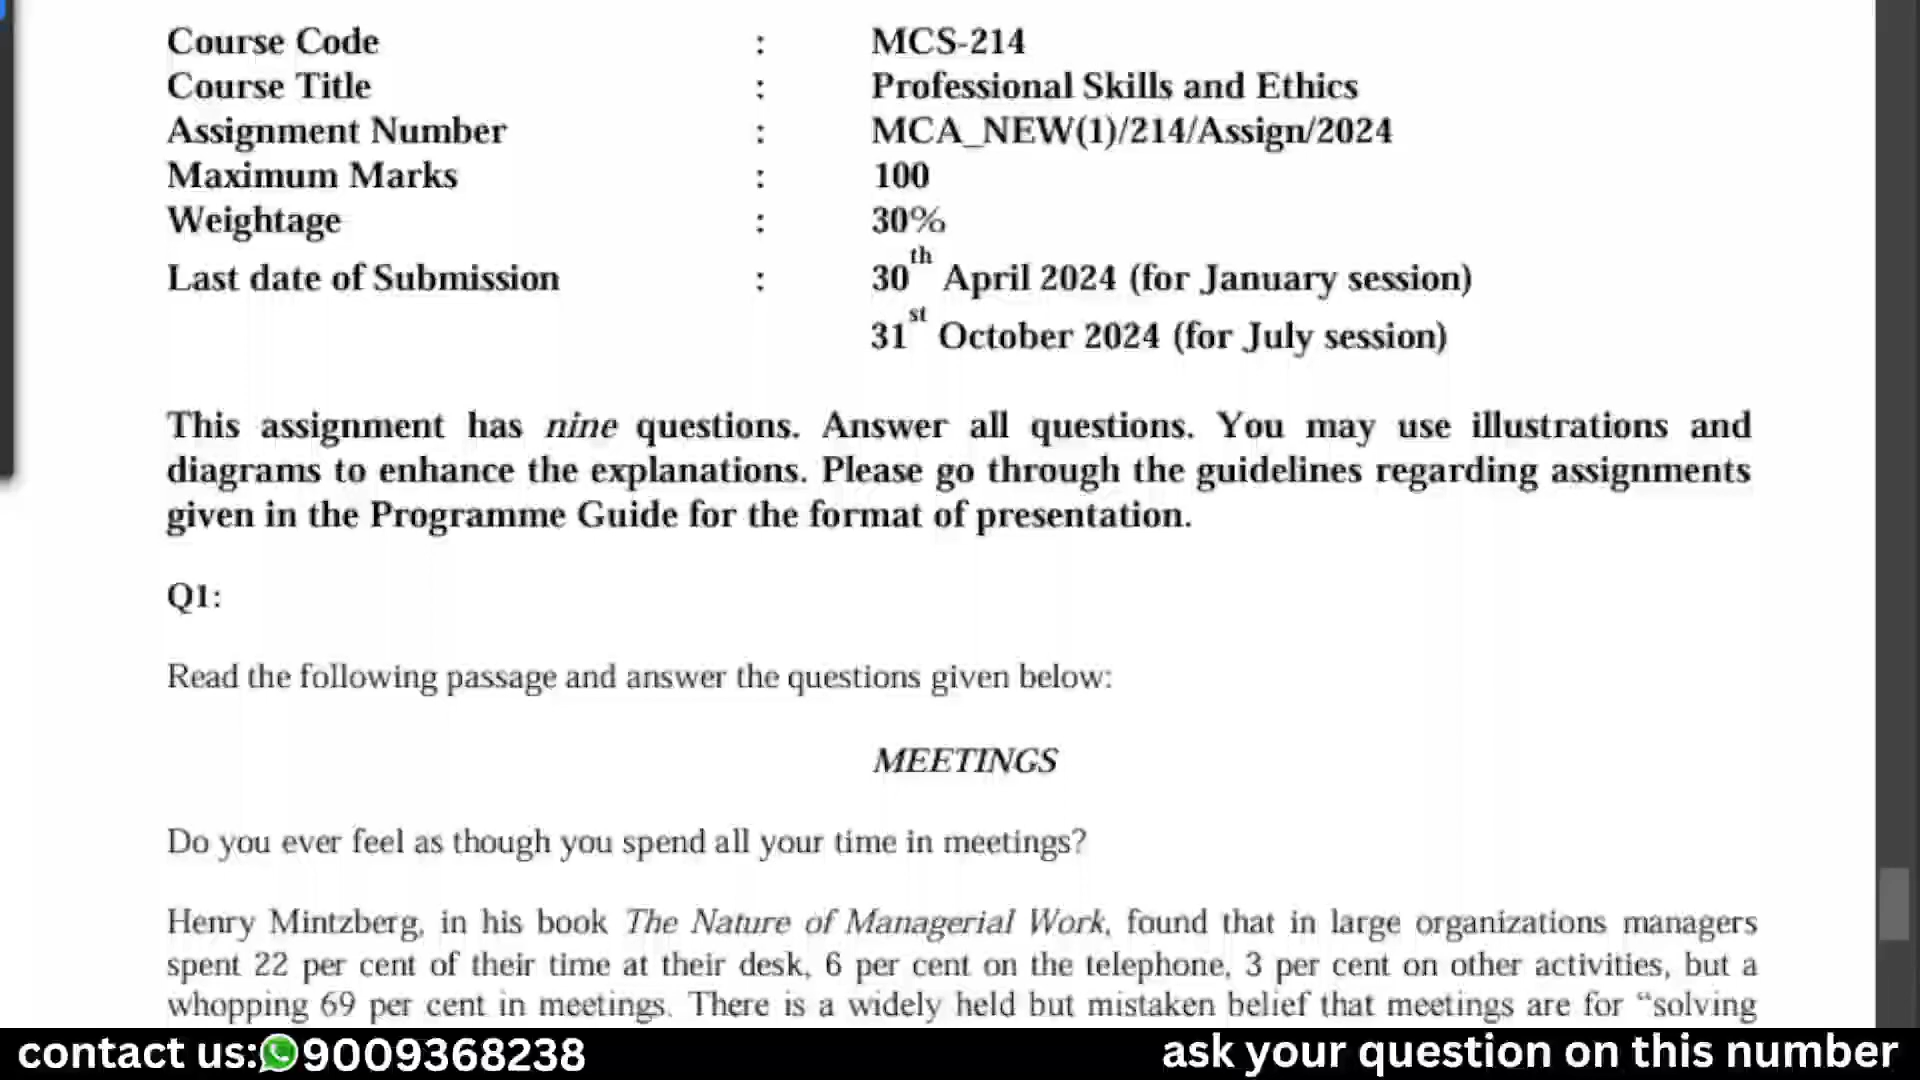 Course Code : MCS-214
Course Title : Professional Skills and Ethics
Assignment Number : MCA_NEW(1)/214/Assign/2024
Maximum Marks : 100
Weightage : 30%
Last date of Submission : 30th April 2024 (for January session)
31st October 2024 (for July session)
This assignment has nine questions. Answer all questions. You may use illustrations and
diagrams to enhance the explanations. Please go through the guidelines regarding assignments
given in the Programme Guide for the format of presentation.
Q1:
Read the following passage and answer the questions given below:
MEETINGS
Do you ever feel as though you spend all your time in meetings?
Henry Mintzberg, in his book The Nature of Managerial Work, found that in large organizations managers
spent 22 per cent of their time at their desk, 6 per cent on the telephone, 3 per cent on other activities, but a
whopping 69 per cent in meetings. There is a widely held but mistaken belief that meetings are for “solving
contact us: 9009368238 ask your question on this number